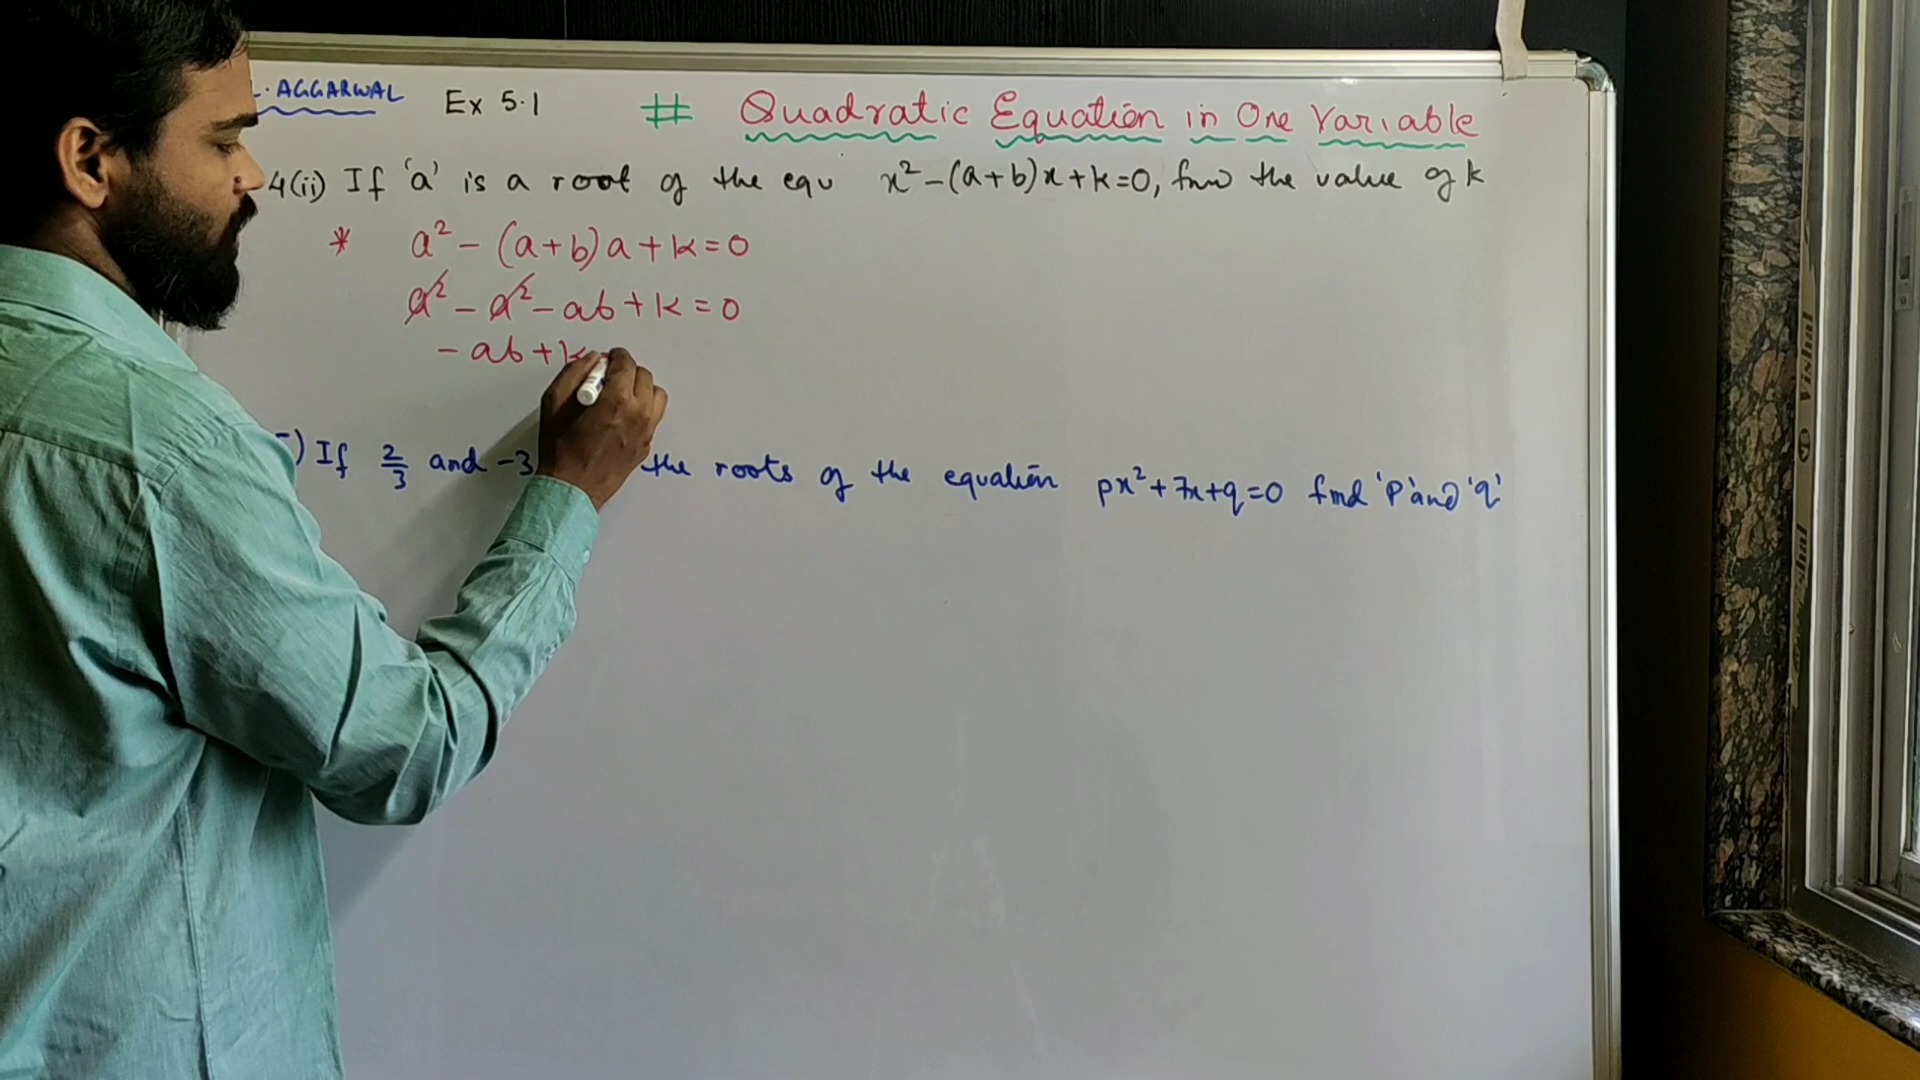 . AGGARWAL Ex 5.1 # Quadratic Equation in One Variable
4(ii) If 'a' is a root of the equ x² - (a+b)x + k = 0, find the value of k
* a² - (a+b)a + k = 0
a² - a² - ab + k = 0
- ab + k
) If 2/3 and -3 the roots of the equation px² + 7x + q = 0 find 'p' and 'q'